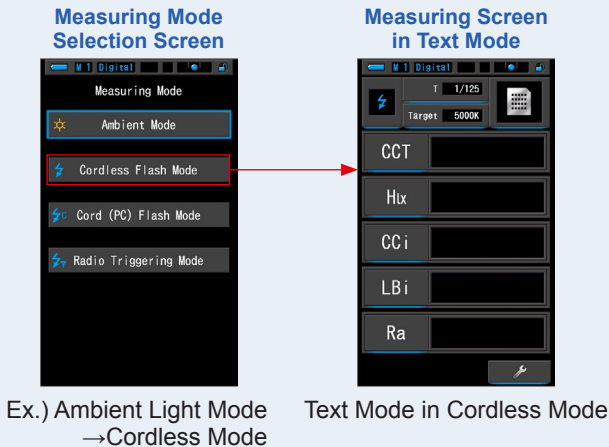 Measuring Mode
Selection Screen
M 1 Digital
Measuring Mode
Ambient Mode
Cordless Flash Mode
C Cord (PC) Flash Mode
Radio Triggering Mode
Ex.) Ambient Light Mode
→Cordless Mode
Measuring Screen
in Text Mode
M 1 Digital
T 1/125
Target 5000K
CCT
Hlx
CCi
LBi
Ra
Text Mode in Cordless Mode